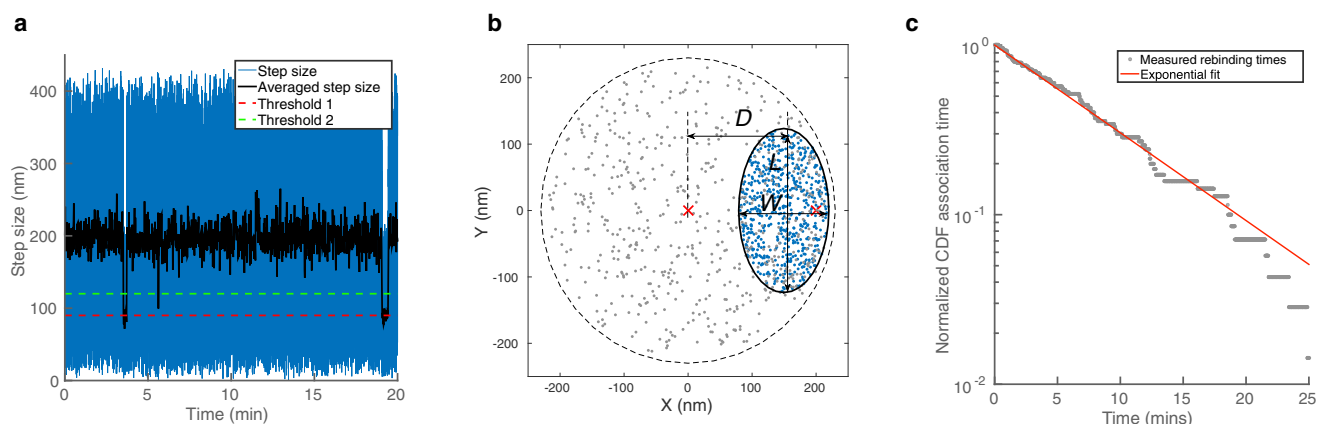 a
Step size (nm)
400
300
200
100
0
0
5
10
15
20
Time (min)
Step size
Averaged step size
Threshold 1
Threshold 2
b
Y (nm)
200
100
0
-100
-200
-200
-100
0
100
200
X (nm)
D
L
W
c
Normalized CDF association time
10^0
10^-1
10^-2
0
5
10
15
20
25
Time (mins)
Measured rebinding times
Exponential fit